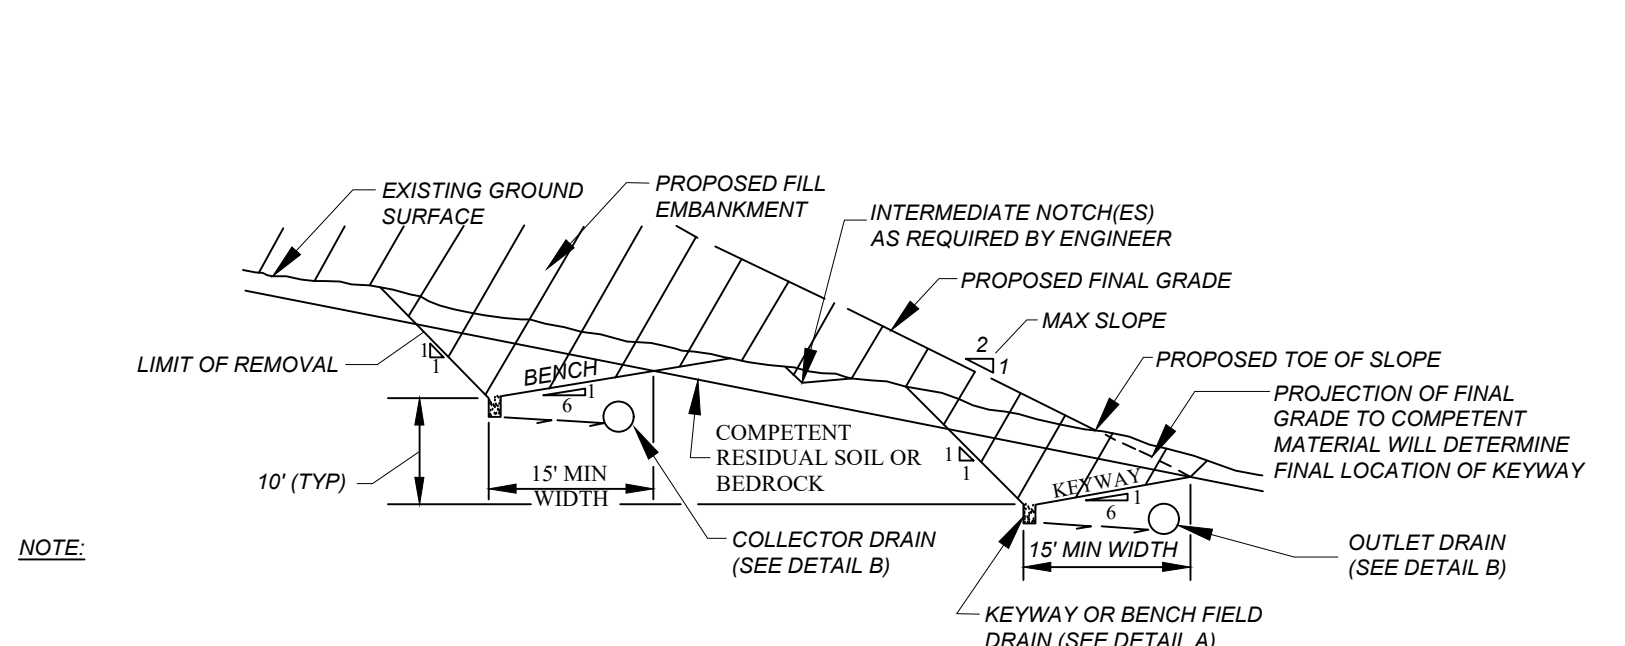 EXISTING GROUND
SURFACE
PROPOSED FILL
EMBANKMENT
INTERMEDIATE NOTCH(ES)
AS REQUIRED BY ENGINEER
PROPOSED FINAL GRADE
MAX SLOPE
2
1
PROPOSED TOE OF SLOPE
PROJECTION OF FINAL
GRADE TO COMPETENT
MATERIAL WILL DETERMINE
FINAL LOCATION OF KEYWAY
LIMIT OF REMOVAL
1
1
BENCH
1
6
COMPETENT
RESIDUAL SOIL OR
BEDROCK
1
1
KEYWAY
1
6
10' (TYP)
15' MIN
WIDTH
COLLECTOR DRAIN
(SEE DETAIL B)
15' MIN WIDTH
OUTLET DRAIN
(SEE DETAIL B)
NOTE:
KEYWAY OR BENCH FIELD
DRAIN (SEE DETAIL A)